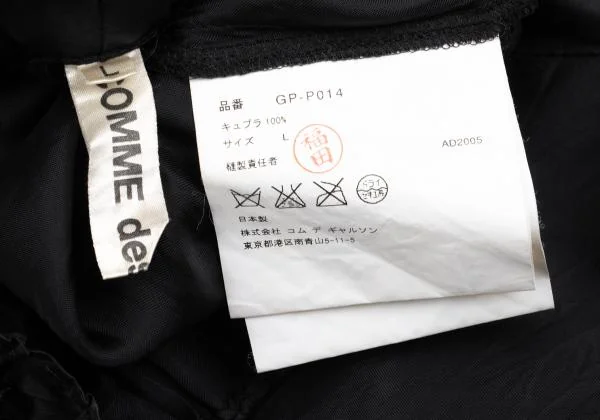 COMME des
品番 GP-P014
キュプラ 100%
サイズ L
福田
縫製責任者
AD2005
ドライ
日本製
株式会社 コム デ ギャルソン
東京都港区南青山5-11-5